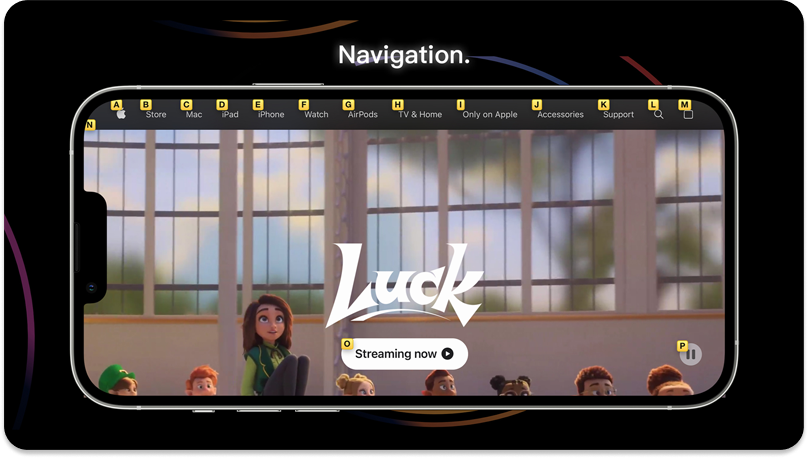 Navigation.
A B C D E F G H I J K L M
Store Mac iPad iPhone Watch AirPods TV & Home Only on Apple Accessories Support
N
Luck
O P
Streaming now